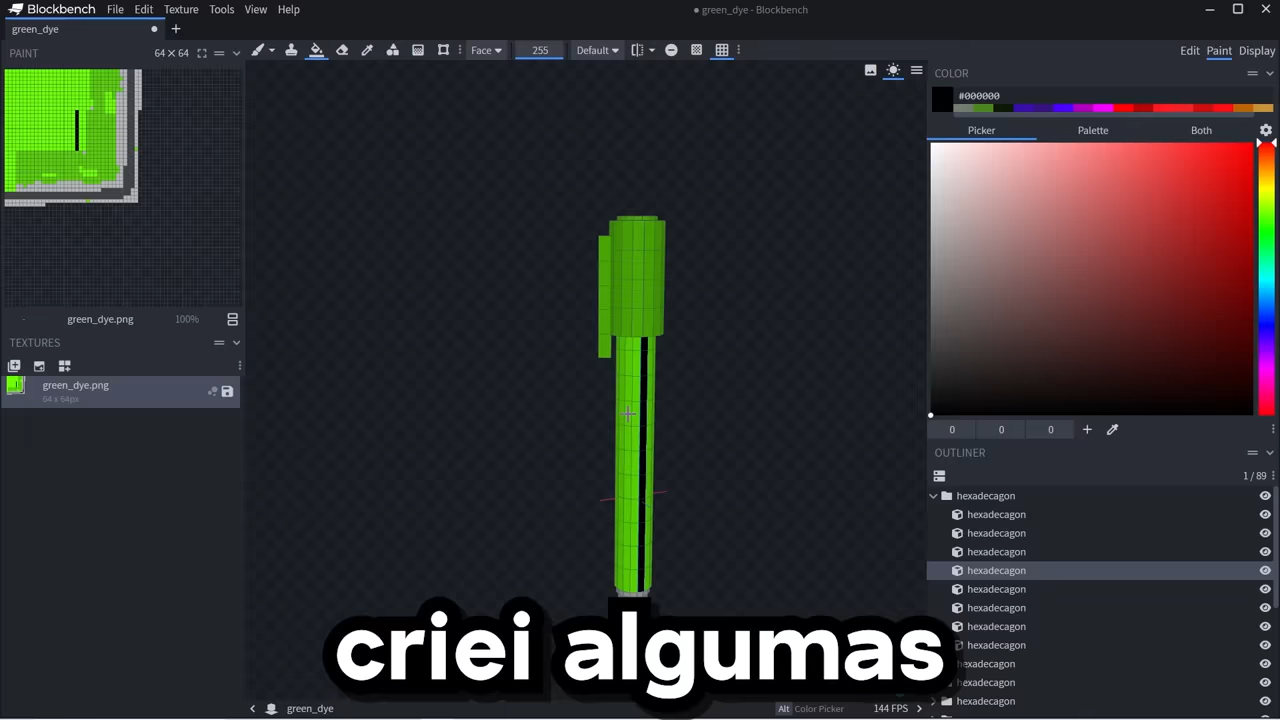 Blockbench File Edit Texture Tools View Help
green_dye - Blockbench
green_dye
PAINT 64 × 64
Face 255 Default
Edit Paint Display
COLOR
#000000
Picker Palette Both
green_dye.png 100%
TEXTURES
green_dye.png
64 x 64px
0 0 0
OUTLINER
1 / 89
hexadecagon
hexadecagon
hexadecagon
hexadecagon
hexadecagon
hexadecagon
hexadecagon
hexadecagon
hexadecagon
hexadecagon
hexadecagon
hexadecagon
criei algumas
green_dye
Alt Color Picker 144 FPS